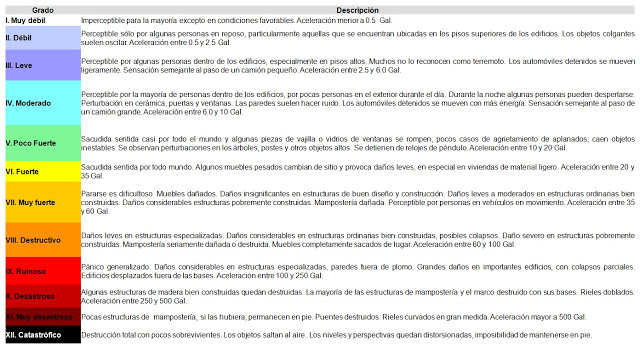 Grado Descripción
I. Muy débil Imperceptible para la mayoría excepto en condiciones favorables. Aceleración menor a 0.5 Gal.
II. Débil Perceptible sólo por algunas personas en reposo, particularmente aquellas que se encuentran ubicadas en los pisos superiores de los edificios. Los objetos colgantes
suelen oscilar. Aceleración entre 0.5 y 2.5 Gal.
III. Leve Perceptible por algunas personas dentro de los edificios, especialmente en pisos altos. Muchos no lo reconocen como terremoto. Los automóviles detenidos se mueven
ligeramente. Sensación semejante al paso de un camión pequeño. Aceleración entre 2.5 y 6.0 Gal.
IV. Moderado Perceptible por la mayoría de personas dentro de los edificios, por pocas personas en el exterior durante el día. Durante la noche algunas personas pueden despertarse.
Perturbación en cerámica, puertas y ventanas. Las paredes suelen hacer ruido. Los automóviles detenidos se mueven con más energía. Sensación semejante al paso de
un camión grande. Aceleración entre 6.0 y 10 Gal.
V. Poco Fuerte Sacudida sentida casi por todo el mundo y algunas piezas de vajilla o vidrios de ventanas se rompen; pocos casos de agrietamiento de aplanados; caen objetos
inestables. Se observan perturbaciones en los árboles, postes y otros objetos altos. Se detienen de relojes de péndulo. Aceleración entre 10 y 20 Gal.
VI. Fuerte Sacudida sentida por todo mundo. Algunos muebles pesados cambian de sitio y provoca daños leves, en especial en viviendas de material ligero. Aceleración entre 20 y
35 Gal.
VII. Muy fuerte Pararse es dificultoso. Muebles dañados. Daños insignificantes en estructuras de buen diseño y construcción. Daños leves a moderados en estructuras ordinarias bien
construidas. Daños considerables estructuras pobremente construidas. Mampostería dañada. Perceptible por personas en vehículos en movimiento. Aceleración entre 35
y 60 Gal.
VIII. Destructivo Daños leves en estructuras especializadas. Daños considerables en estructuras ordinarias bien construidas, posibles colapsos. Daño severo en estructuras pobremente
construidas. Mampostería seriamente dañada o destruida. Muebles completamente sacados de lugar. Aceleración entre 60 y 100 Gal.
IX. Ruinoso Pánico generalizado. Daños considerables en estructuras especializadas, paredes fuera de plomo. Grandes daños en importantes edificios, con colapsos parciales.
Edificios desplazados fuera de las bases. Aceleración entre 100 y 250 Gal.
X. Desastroso Algunas estructuras de madera bien construidas quedan destruidas. La mayoría de las estructuras de mampostería y el marco destruido con sus bases. Rieles doblados.
Aceleración entre 250 y 500 Gal.
XI. Muy desastroso Pocas estructuras de mampostería, si las hubiera, permanecen en pie. Puentes destruidos. Rieles curvados en gran medida. Aceleración mayor a 500 Gal.
XII. Catastrófico Destrucción total con pocos sobrevivientes. Los objetos saltan al aire. Los niveles y perspectivas quedan distorsionadas, imposibilidad de mantenerse en pie.